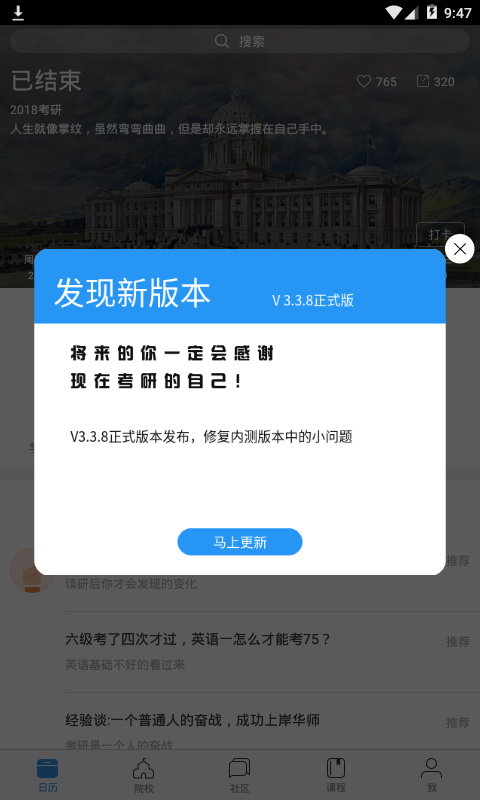 9:47
搜索
已结束
765
320
2018考研
人生就像掌纹，虽然弯弯曲曲，但是却永远掌握在自己手中。
打卡
发现新版本
V 3.3.8正式版
将来的你一定会感谢
现在考研的自己！
V3.3.8正式版本发布，修复内测版本中的小问题
马上更新
推荐
读研后你才会发现的变化
六级考了四次才过，英语一怎么才能考75？
推荐
英语基础不好的看过来
经验谈:一个普通人的奋战，成功上岸华师
推荐
考研是一个人的奋战
日历
院校
社区
课程
我